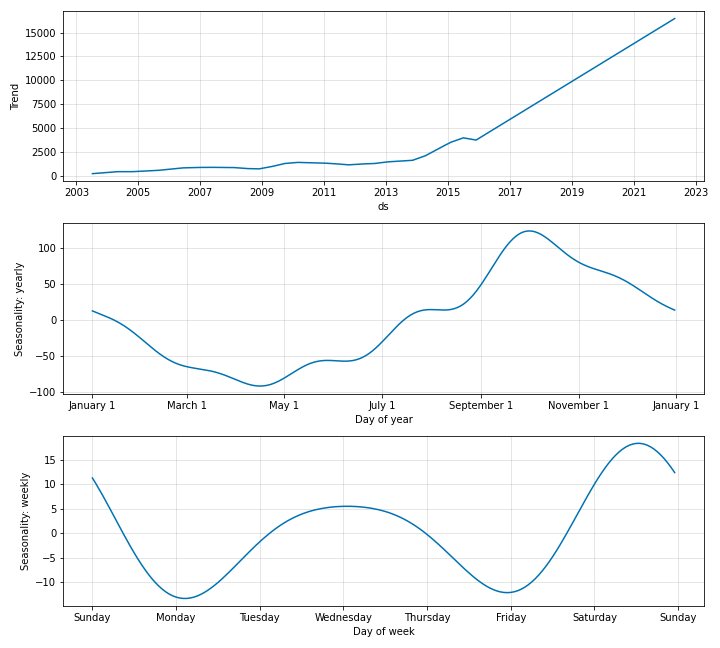 Trend
15000
12500
10000
7500
5000
2500
0
2003 2005 2007 2009 2011 2013 2015 2017 2019 2021 2023
ds
Seasonality: yearly
100
50
0
−50
−100
January 1 March 1 May 1 July 1 September 1 November 1 January 1
Day of year
Seasonality: weekly
15
10
5
0
−5
−10
Sunday Monday Tuesday Wednesday Thursday Friday Saturday Sunday
Day of week